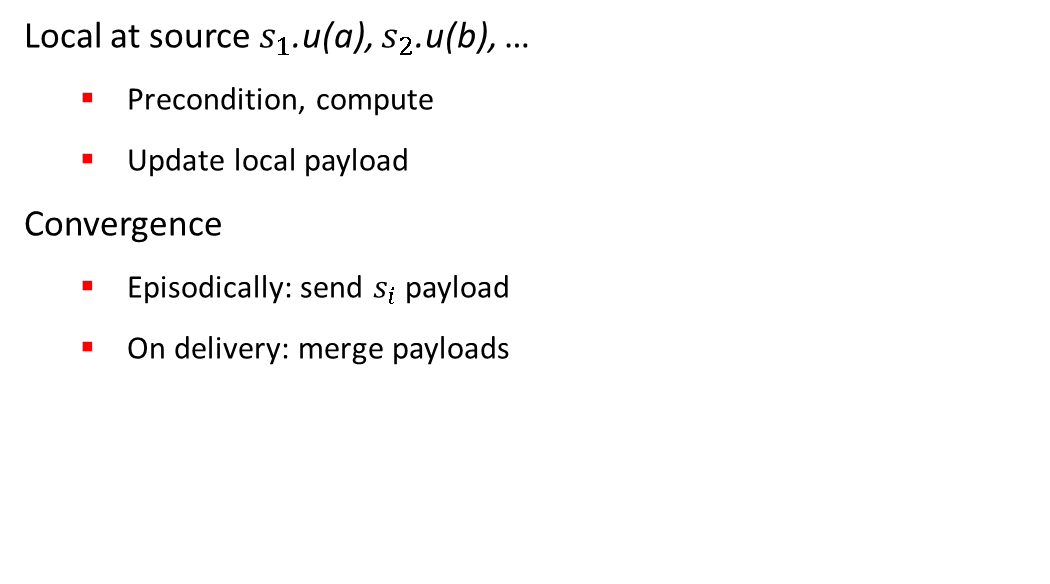 Local at source s₁.u(a), s₂.u(b), …
▪ Precondition, compute
▪ Update local payload
Convergence
▪ Episodically: send sᵢ payload
▪ On delivery: merge payloads